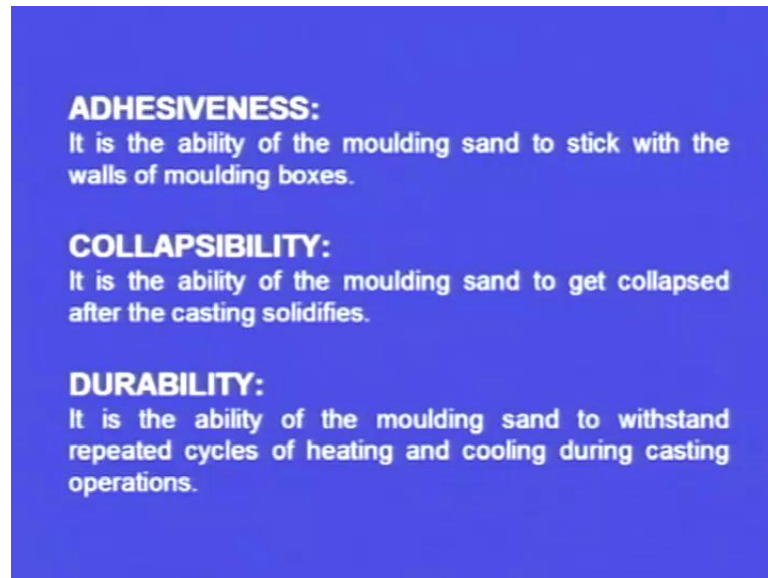 ADHESIVENESS:
It is the ability of the moulding sand to stick with the
walls of moulding boxes.
COLLAPSIBILITY:
It is the ability of the moulding sand to get collapsed
after the casting solidifies.
DURABILITY:
It is the ability of the moulding sand to withstand
repeated cycles of heating and cooling during casting
operations.